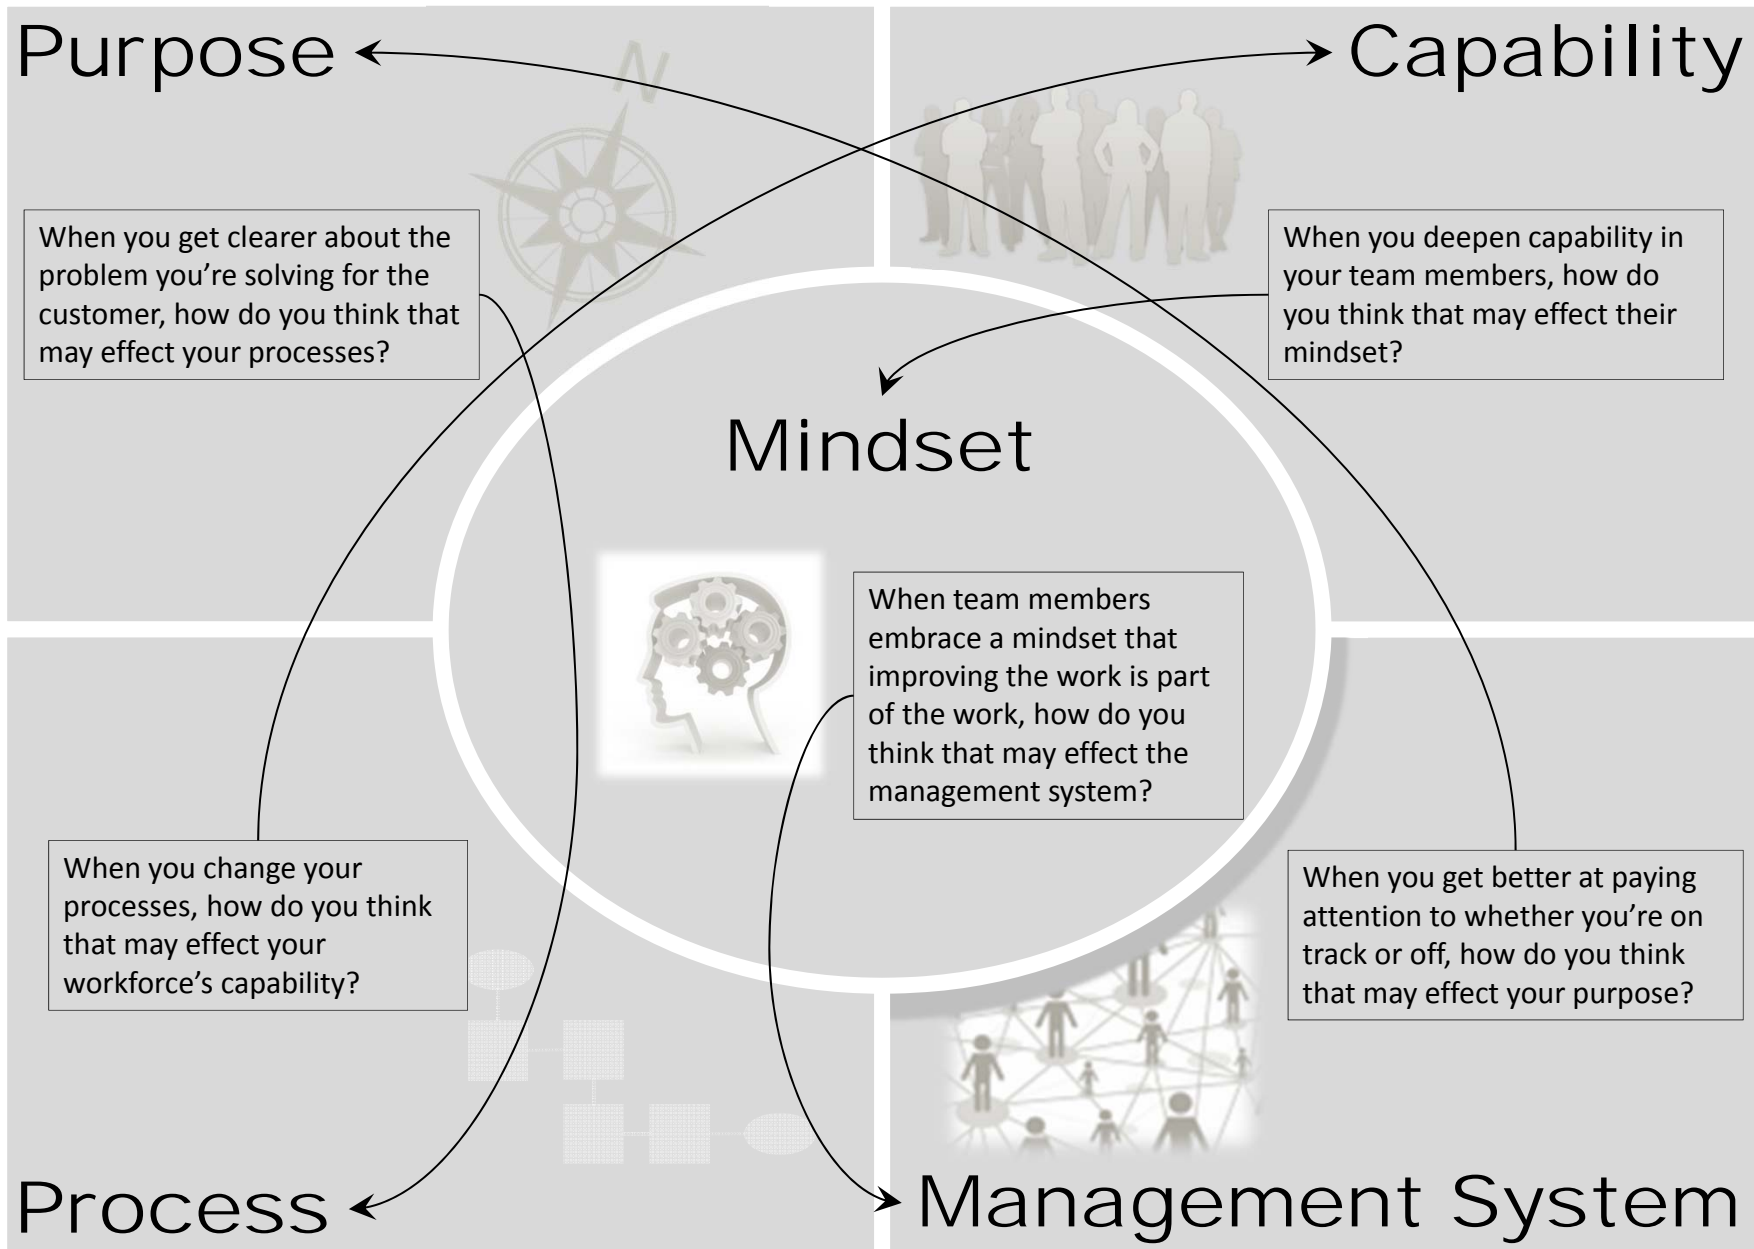 Purpose
Capability
N
When you get clearer about the
problem you’re solving for the
customer, how do you think that
may effect your processes?
When you deepen capability in
your team members, how do
you think that may effect their
mindset?
Mindset
When team members
embrace a mindset that
improving the work is part
of the work, how do you
think that may effect the
management system?
When you change your
processes, how do you think
that may effect your
workforce’s capability?
When you get better at paying
attention to whether you’re on
track or off, how do you think
that may effect your purpose?
Process
Management System